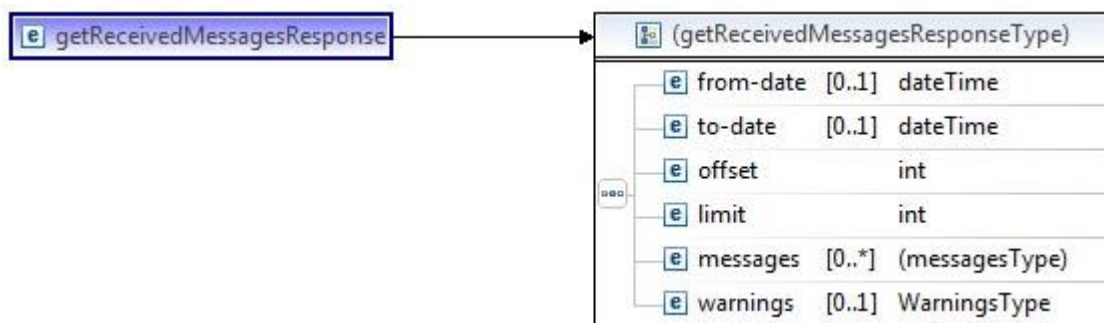 e getReceivedMessagesResponse
(getReceivedMessagesResponseType)
e from-date [0..1] dateTime
e to-date [0..1] dateTime
e offset int
e limit int
e messages [0..*] (messagesType)
e warnings [0..1] WarningsType